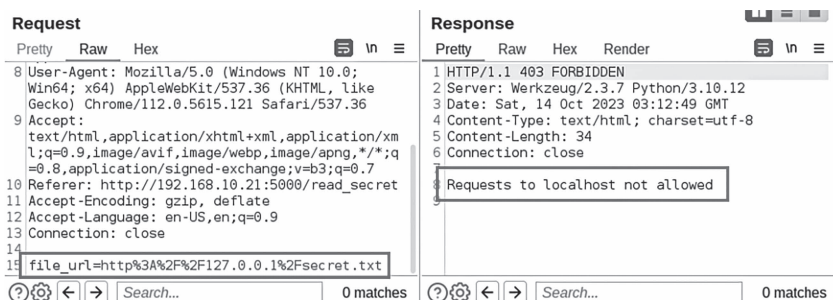 Request
Pretty Raw Hex \n
8 User-Agent: Mozilla/5.0 (Windows NT 10.0;
Win64; x64) AppleWebKit/537.36 (KHTML, like
Gecko) Chrome/112.0.5615.121 Safari/537.36
9 Accept:
text/html,application/xhtml+xml,application/xm
l;q=0.9,image/avif,image/webp,image/apng,*/*;q
=0.8,application/signed-exchange;v=b3;q=0.7
10 Referer: http://192.168.10.21:5000/read_secret
11 Accept-Encoding: gzip, deflate
12 Accept-Language: en-US,en;q=0.9
13 Connection: close
14
15 file_url=http%3A%2F%2F127.0.0.1%2Fsecret.txt
Search... 0 matches
Response
Pretty Raw Hex Render \n
1 HTTP/1.1 403 FORBIDDEN
2 Server: Werkzeug/2.3.7 Python/3.10.12
3 Date: Sat, 14 Oct 2023 03:12:49 GMT
4 Content-Type: text/html; charset=utf-8
5 Content-Length: 34
6 Connection: close
7
8 Requests to localhost not allowed
9
Search... 0 matches